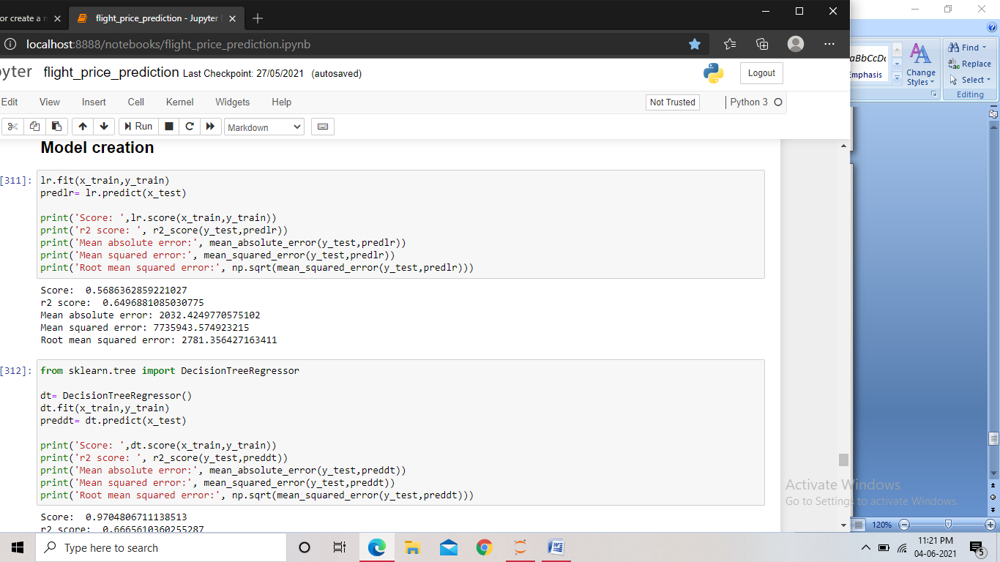 or create a n
flight_price_prediction - Jupyter
localhost:8888/notebooks/flight_price_prediction.ipynb
yter flight_price_prediction Last Checkpoint: 27/05/2021 (autosaved)
Logout
Edit View Insert Cell Kernel Widgets Help
Not Trusted
Python 3
Run
Markdown
Model creation
[311]:
lr.fit(x_train,y_train)
predlr= lr.predict(x_test)
print('Score: ',lr.score(x_train,y_train))
print('r2 score: ', r2_score(y_test,predlr))
print('Mean absolute error:', mean_absolute_error(y_test,predlr))
print('Mean squared error:', mean_squared_error(y_test,predlr))
print('Root mean squared error:', np.sqrt(mean_squared_error(y_test,predlr)))
Score:  0.5686362859221027
r2 score:  0.6496881085030775
Mean absolute error: 2032.4249770575102
Mean squared error: 7735943.574923215
Root mean squared error: 2781.356427163411
[312]:
from sklearn.tree import DecisionTreeRegressor
dt= DecisionTreeRegressor()
dt.fit(x_train,y_train)
preddt= dt.predict(x_test)
print('Score: ',dt.score(x_train,y_train))
print('r2 score: ', r2_score(y_test,preddt))
print('Mean absolute error:', mean_absolute_error(y_test,preddt))
print('Mean squared error:', mean_squared_error(y_test,preddt))
print('Root mean squared error:', np.sqrt(mean_squared_error(y_test,preddt)))
Score:  0.9704806711138513
r2 score:  0.6665610360255287
aBbCcDc
Emphasis
Change
Styles
Find
Replace
Select
Editing
Activate Windows
Go to Settings to activate Windows.
120%
Type here to search
11:21 PM
04-06-2021
5